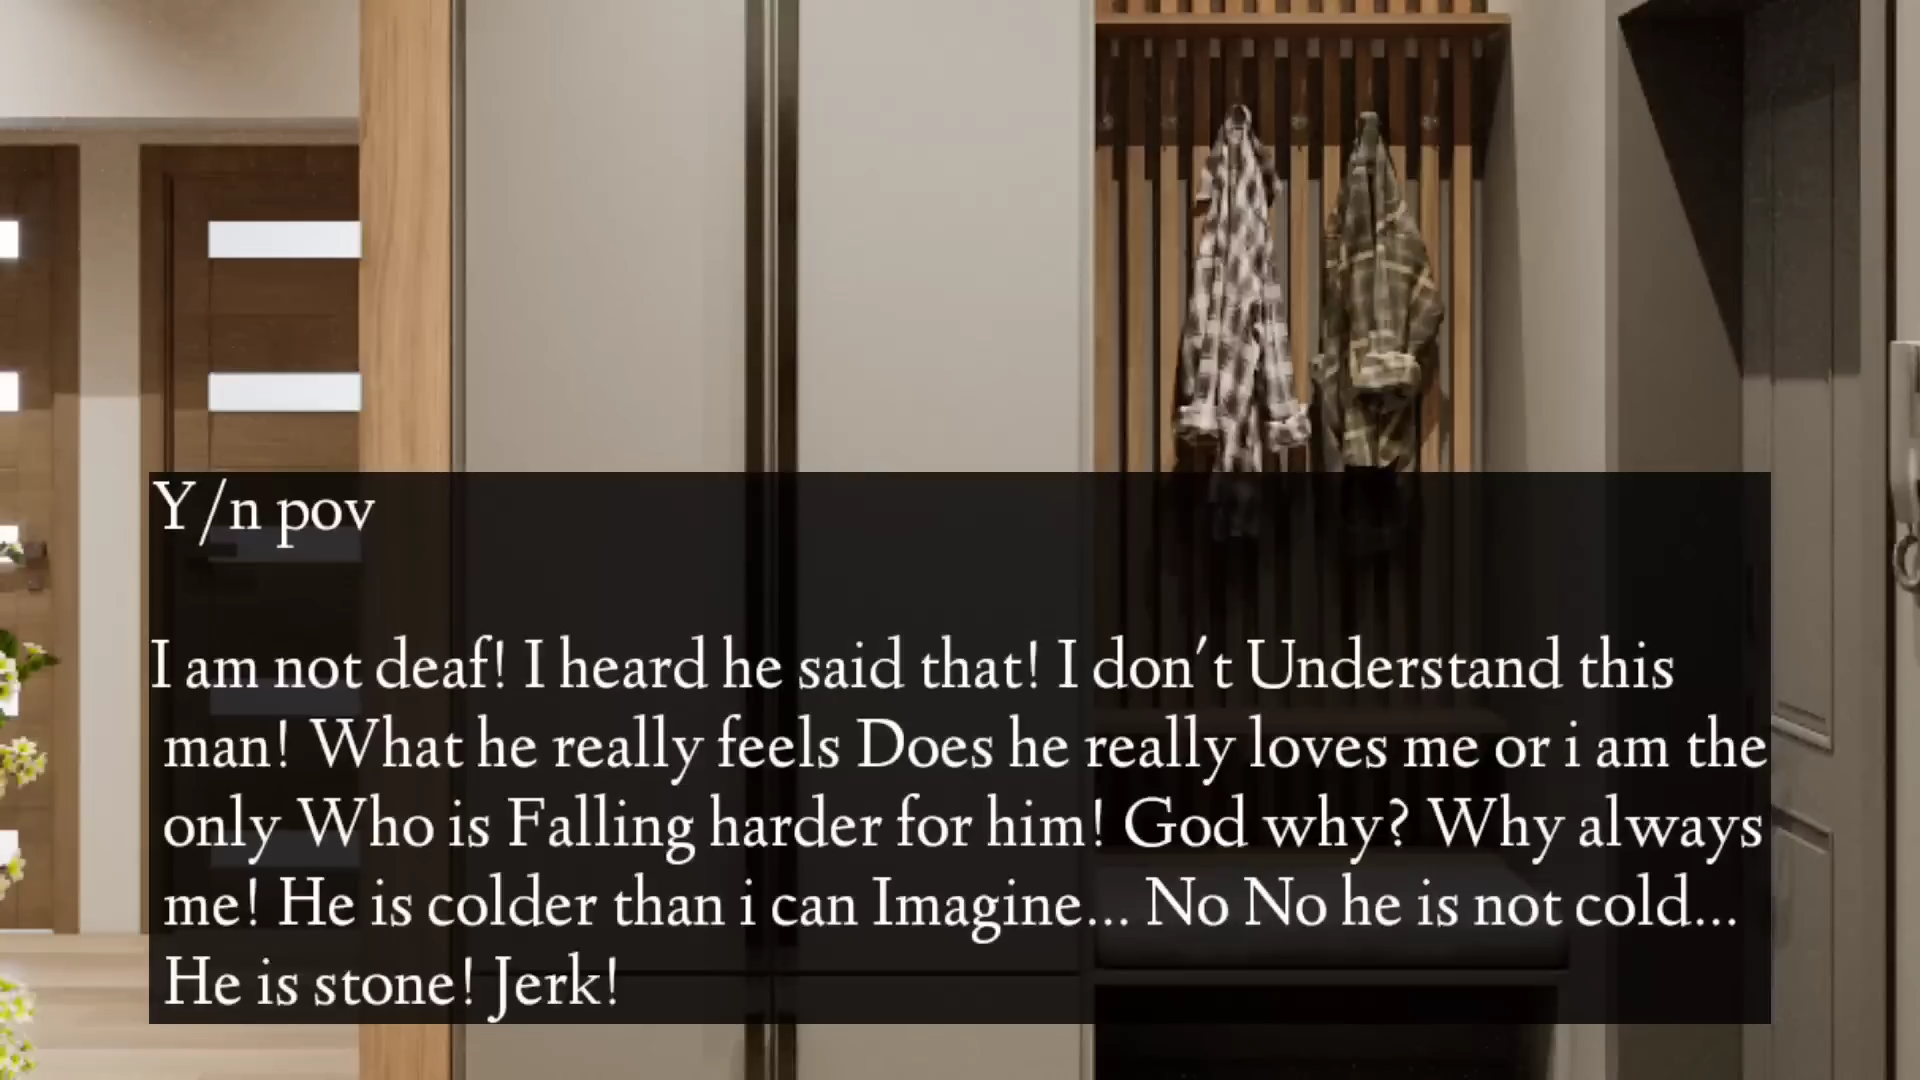 Y/n pov
I am not deaf! I heard he said that! I don't Understand this
man! What he really feels Does he really loves me or i am the
only Who is Falling harder for him! God why? Why always
me! He is colder than i can Imagine... No No he is not cold...
He is stone! Jerk!